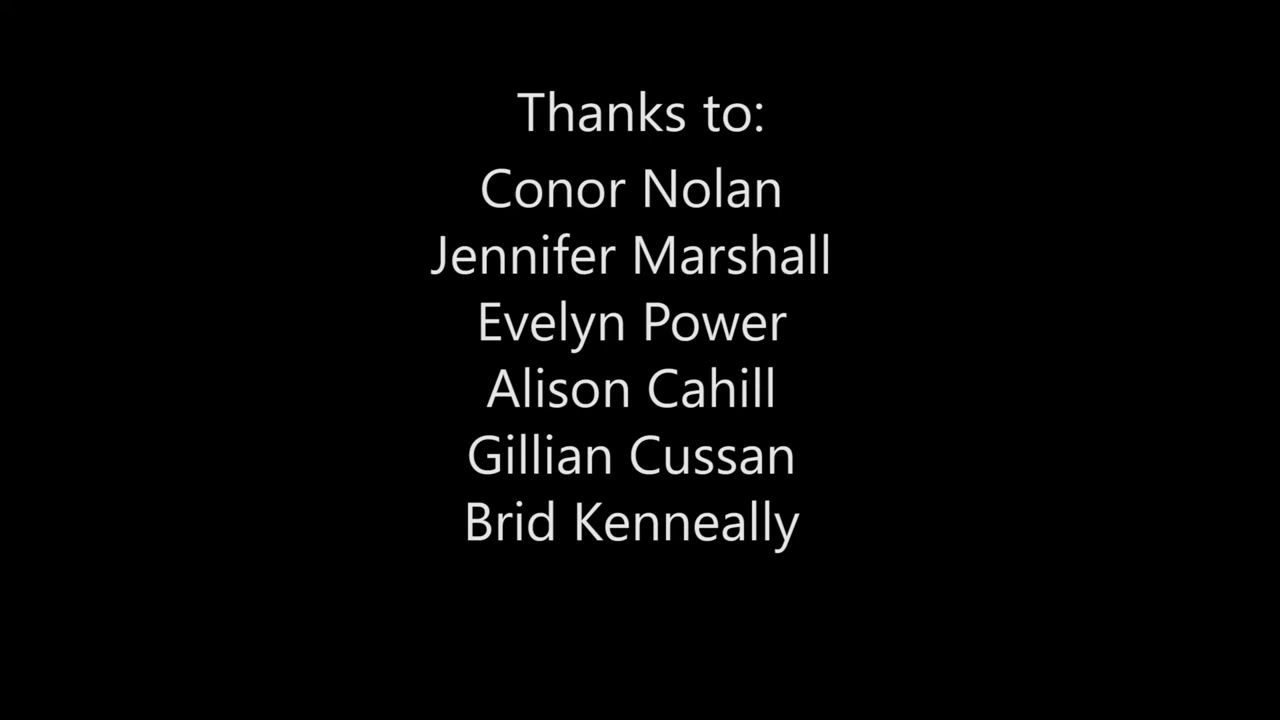 Thanks to:
Conor Nolan
Jennifer Marshall
Evelyn Power
Alison Cahill
Gillian Cussan
Brid Kenneally